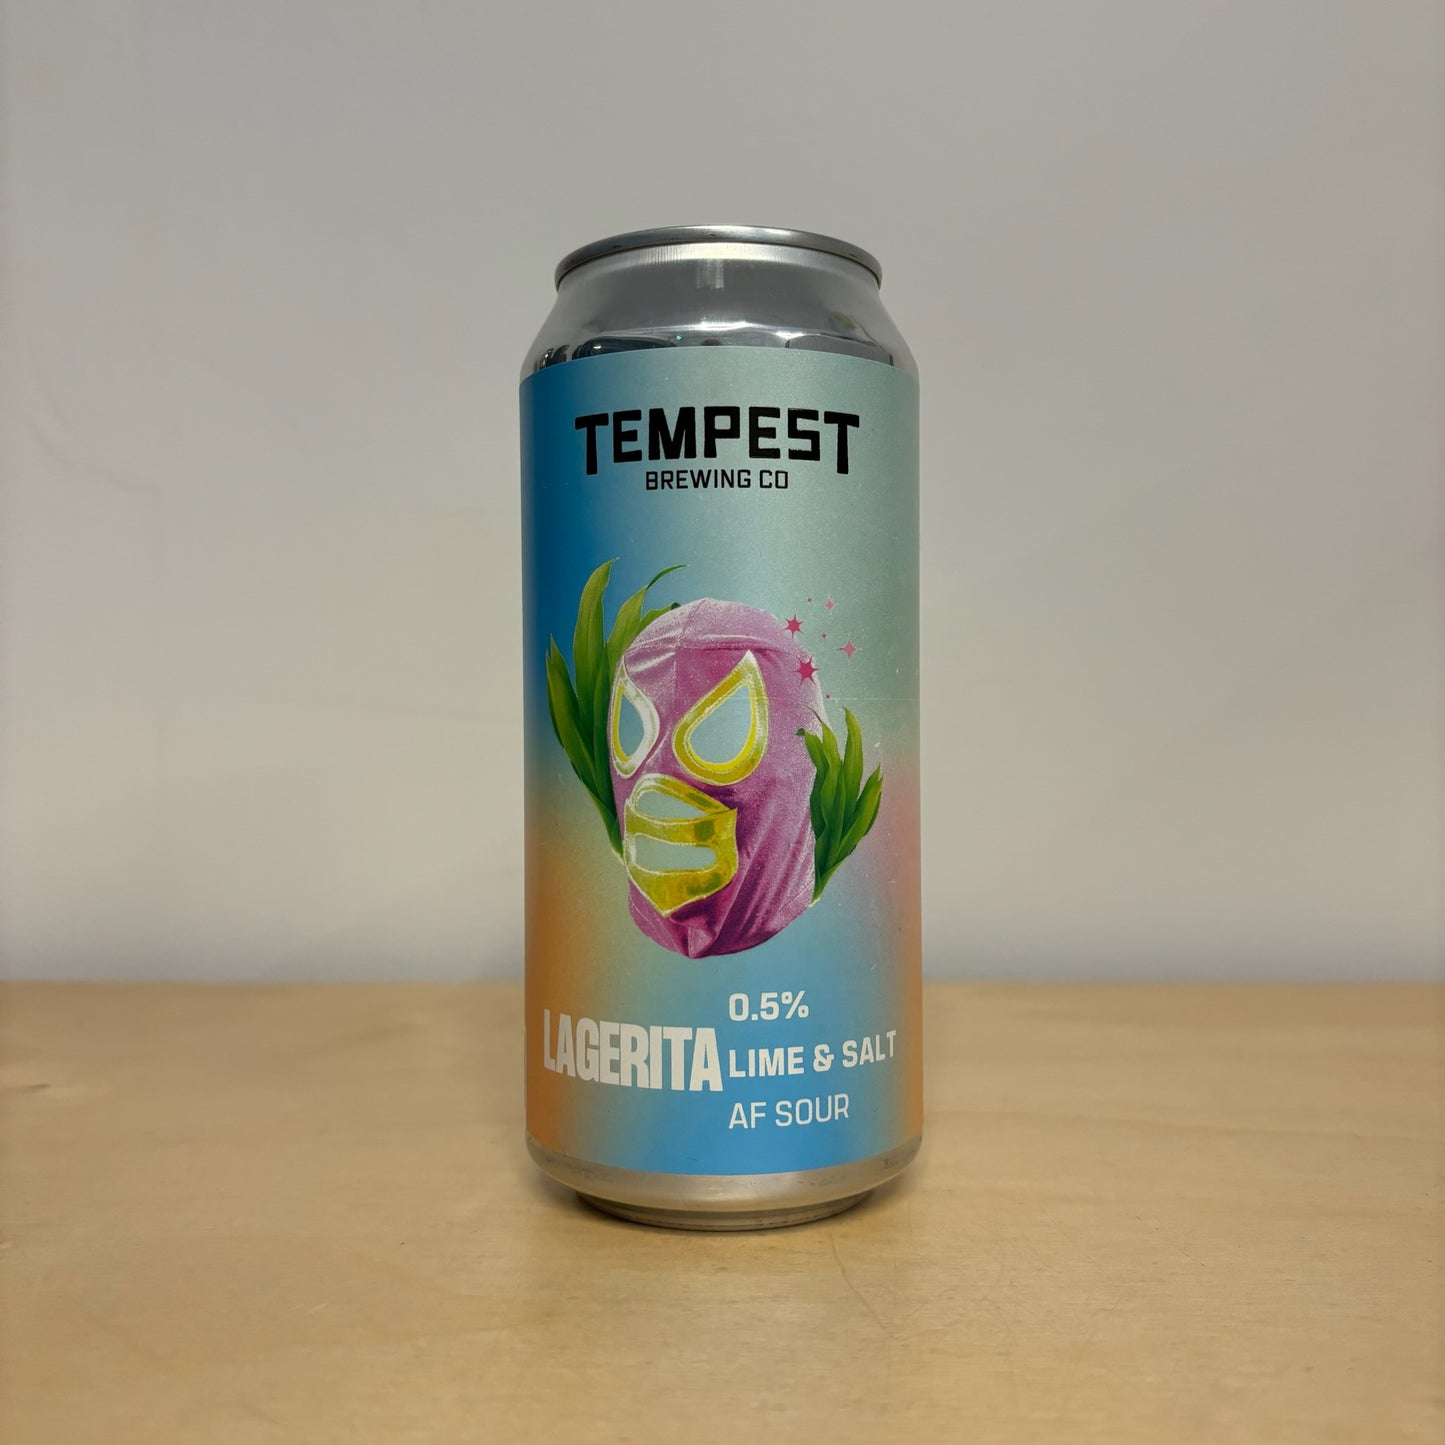 TEMPEST
BREWING CO
LAGERITA
0.5%
LIME & SALT
AF SOUR